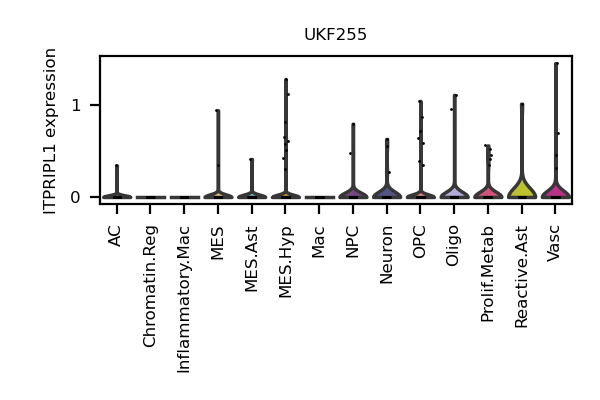 UKF255
ITPRIPL1 expression
1
0
AC
Chromatin.Reg
Inflammatory.Mac
MES
MES.Ast
MES.Hyp
Mac
NPC
Neuron
OPC
Oligo
Prolif.Metab
Reactive.Ast
Vasc